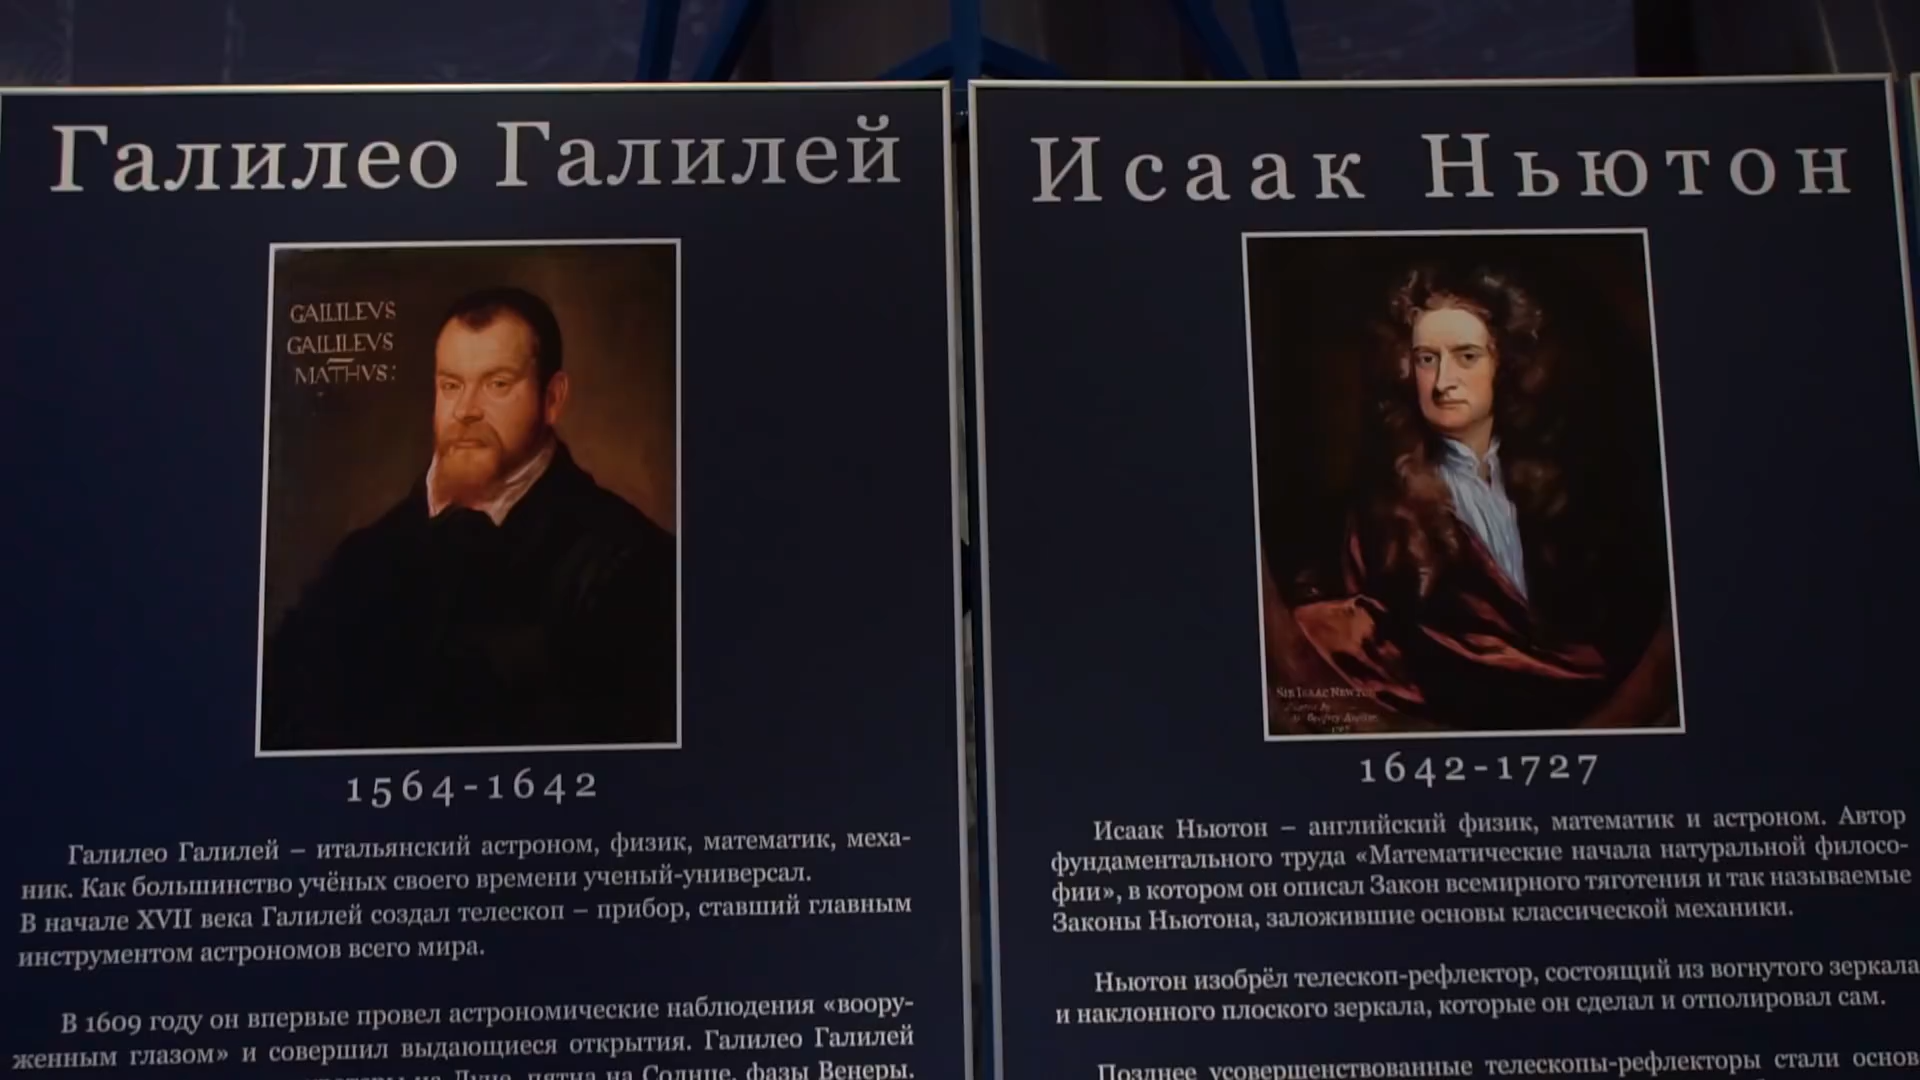 Галилео Галилей
GALILEVS
GALILEVS
MATHVS:
1564-1642
Галилео Галилей – итальянский астроном, физик, математик, меха-
ник. Как большинство учёных своего времени ученый-универсал.
В начале XVII века Галилей создал телескоп – прибор, ставший главным
инструментом астрономов всего мира.
В 1609 году он впервые провел астрономические наблюдения «воору-
женным глазом» и совершил выдающиеся открытия. Галилео Галилей
на Луне, пятна на Солнце, фазы Венеры.
Исаак Ньютон
SIR ISAAC NEWTON
1642-1727
Исаак Ньютон – английский физик, математик и астроном. Автор
фундаментального труда «Математические начала натуральной филосо-
фии», в котором он описал Закон всемирного тяготения и так называемые
Законы Ньютона, заложившие основы классической механики.
Ньютон изобрёл телескоп-рефлектор, состоящий из вогнутого зеркала
и наклонного плоского зеркала, которые он сделал и отполировал сам.
Позднее усовершенствованные телескопы-рефлекторы стали основ